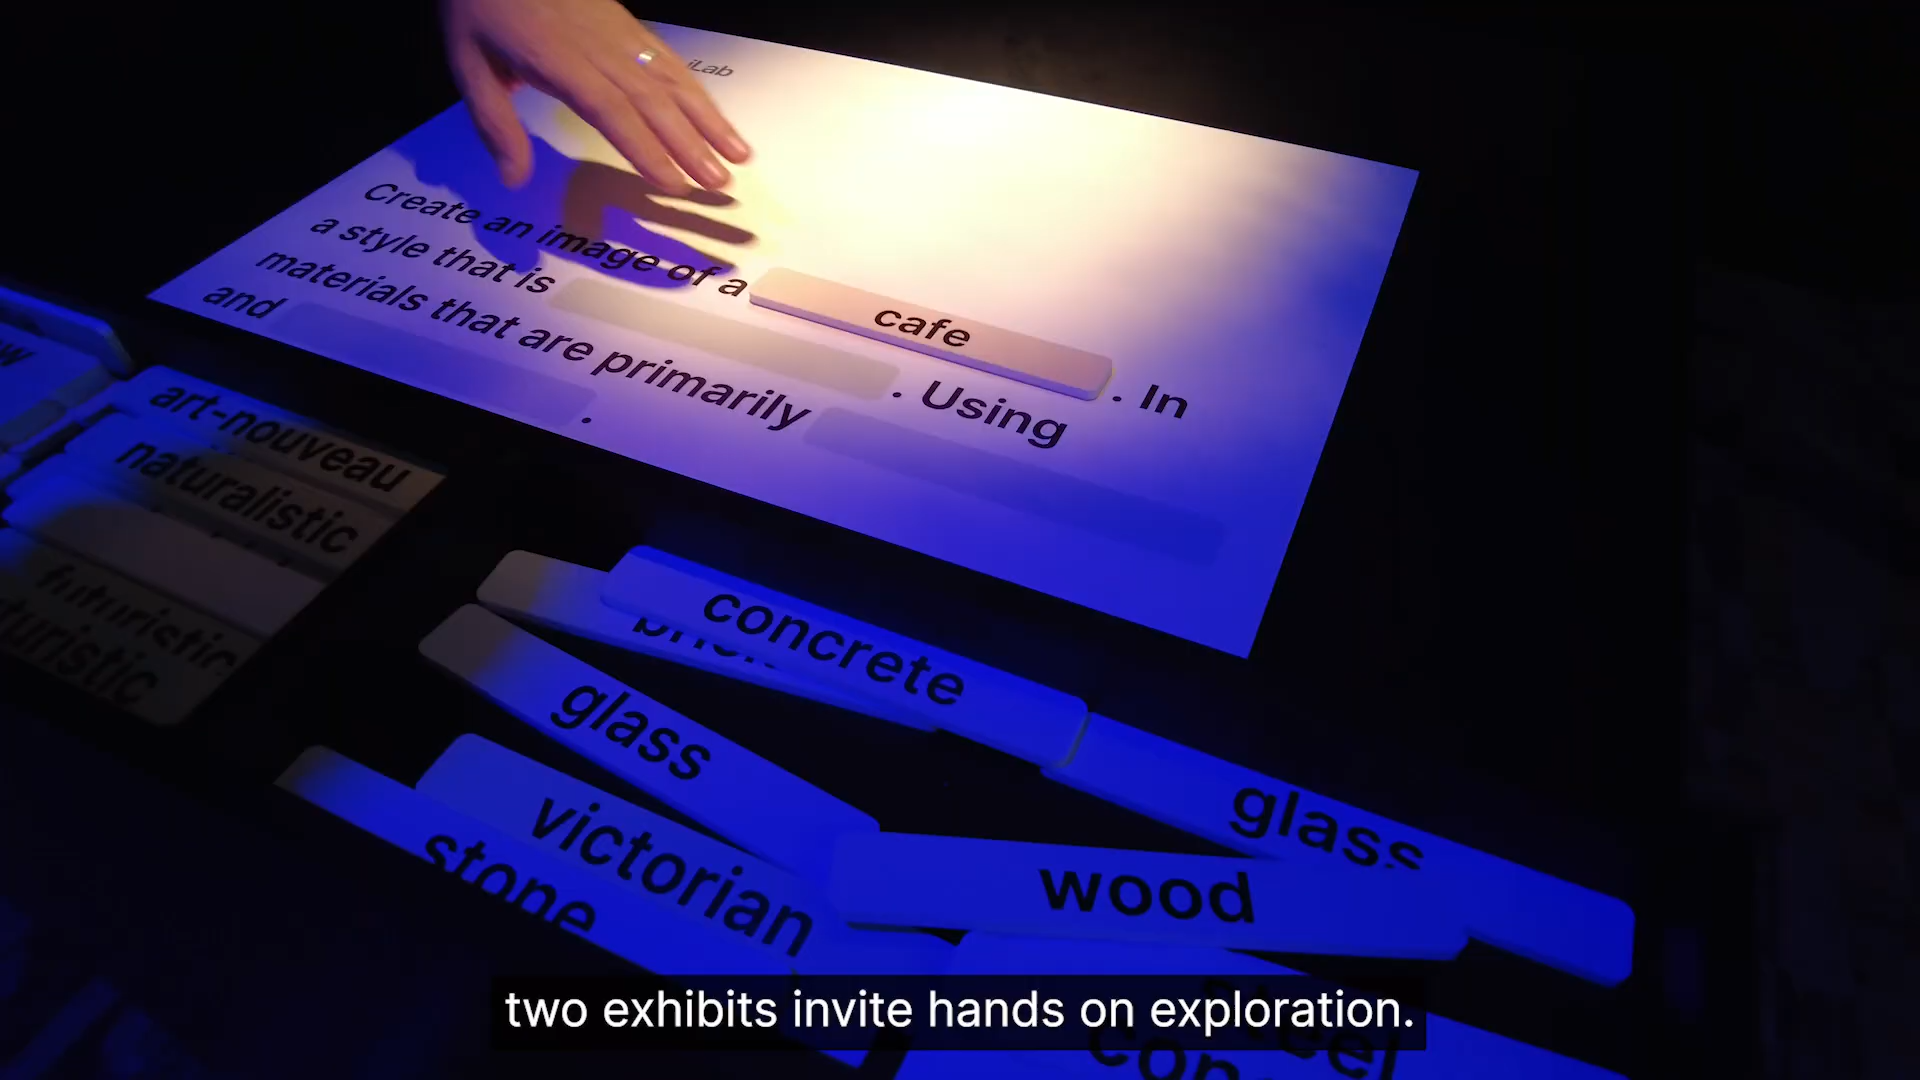 iLab
Create an image of a cafe . In
a style that is . Using
materials that are primarily
and .
art-nouveau
naturalistic
futuristic
concrete
glass
glass
victorian
stone
wood
steel
two exhibits invite hands on exploration.